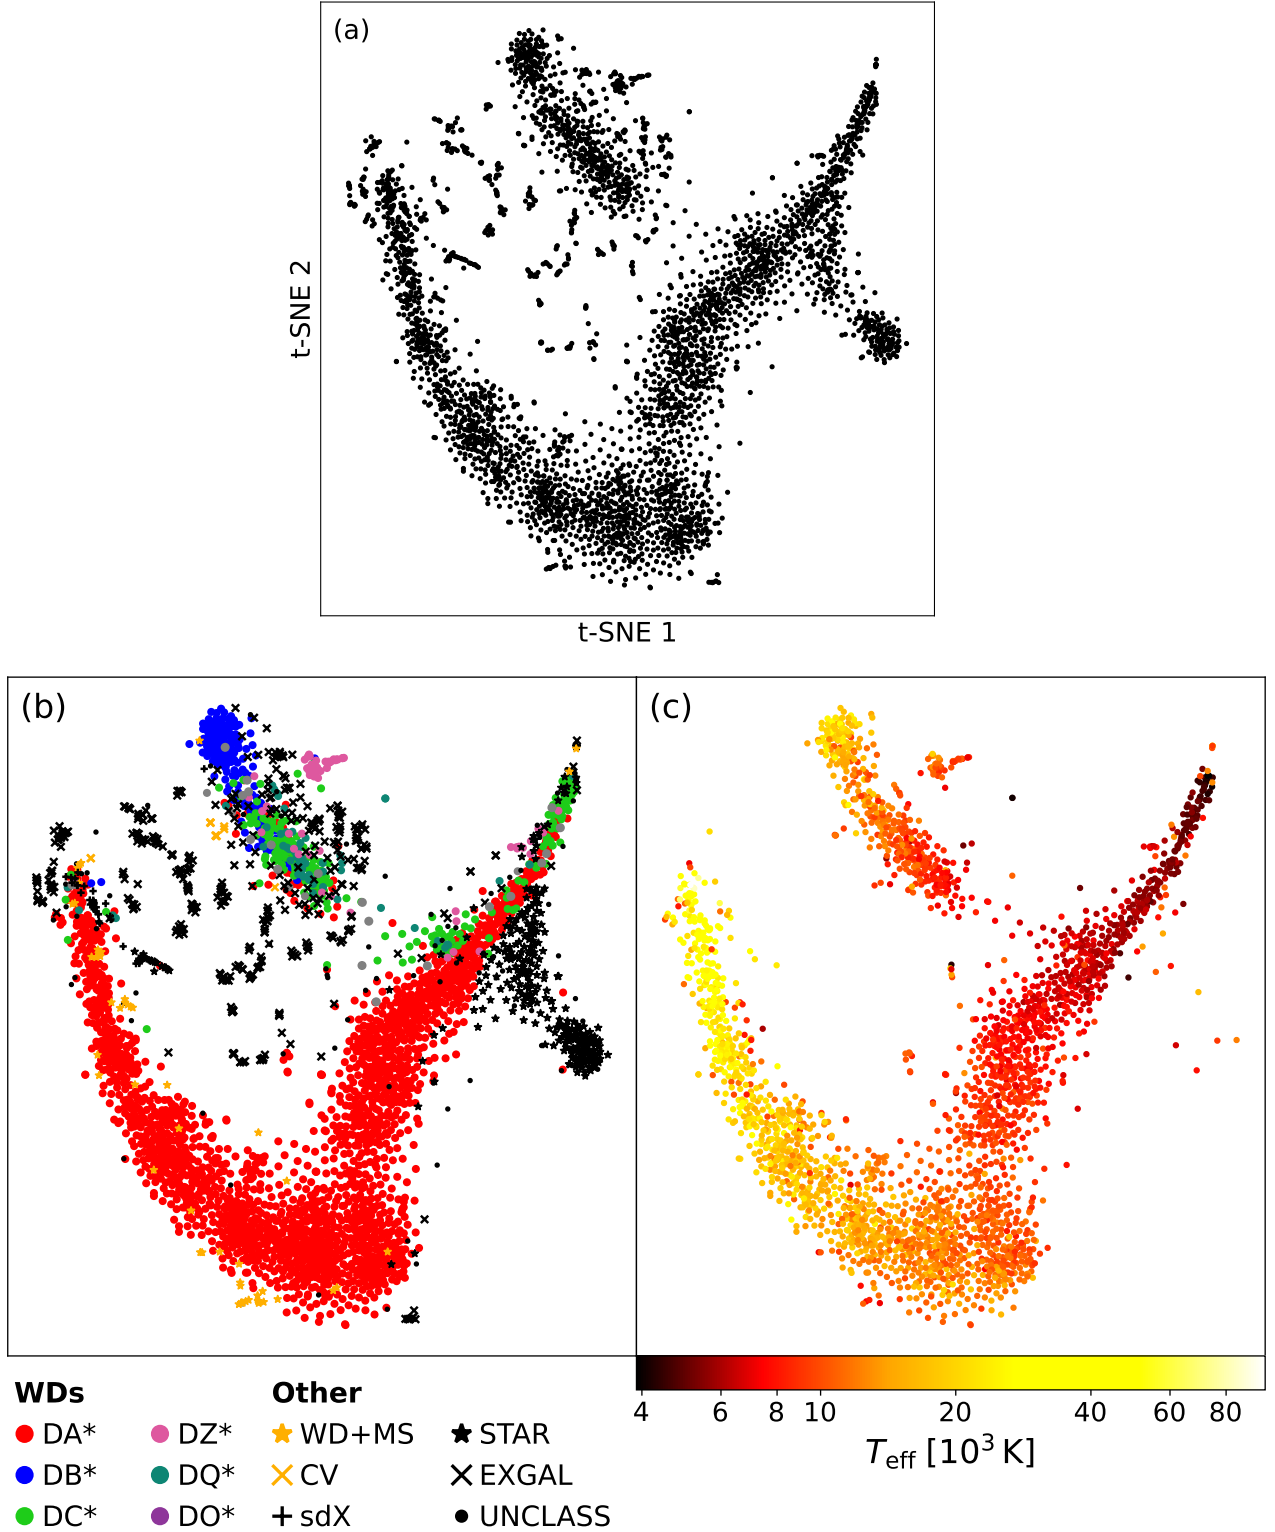 (a)
t-SNE 2
t-SNE 1
(b)
(c)
4 6 8 10 20 40 60 80
T_eff [10^3 K]
WDs Other
DA* DZ* WD+MS STAR
DB* DQ* CV EXGAL
DC* DO* sdX UNCLASS